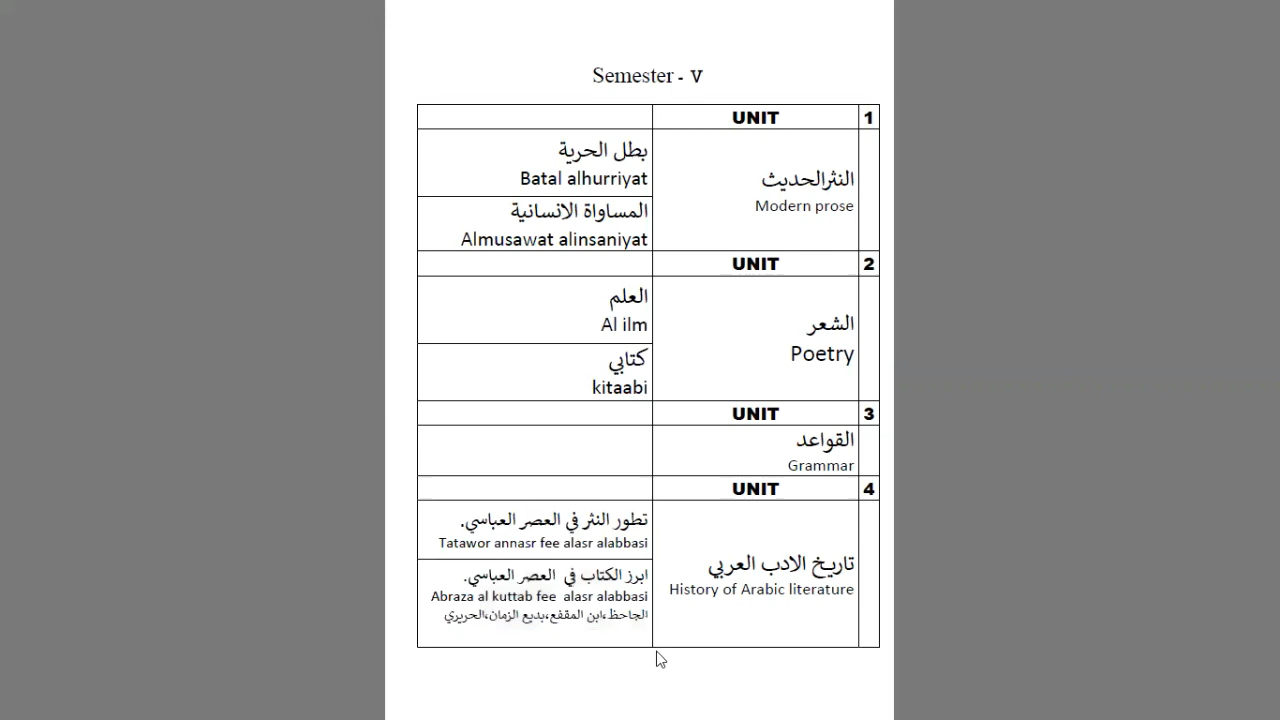 Semester - V
UNIT 1
النثرالحديث
Modern prose
بطل الحرية
Batal alhurriyat
المساواة الانسانية
Almusawat alinsaniyat
UNIT 2
الشعر
Poetry
العلم
Al ilm
كتابي
kitaabi
UNIT 3
القواعد
Grammar
UNIT 4
تاريخ الادب العربي
History of Arabic literature
تطور النثر في العصر العباسي.
Tatawor annasr fee alasr alabbasi
ابرز الكتاب في العصر العباسي.
Abraza al kuttab fee alasr alabbasi
الجاحظ،ابن المقفع،بديع الزمان،الحريري